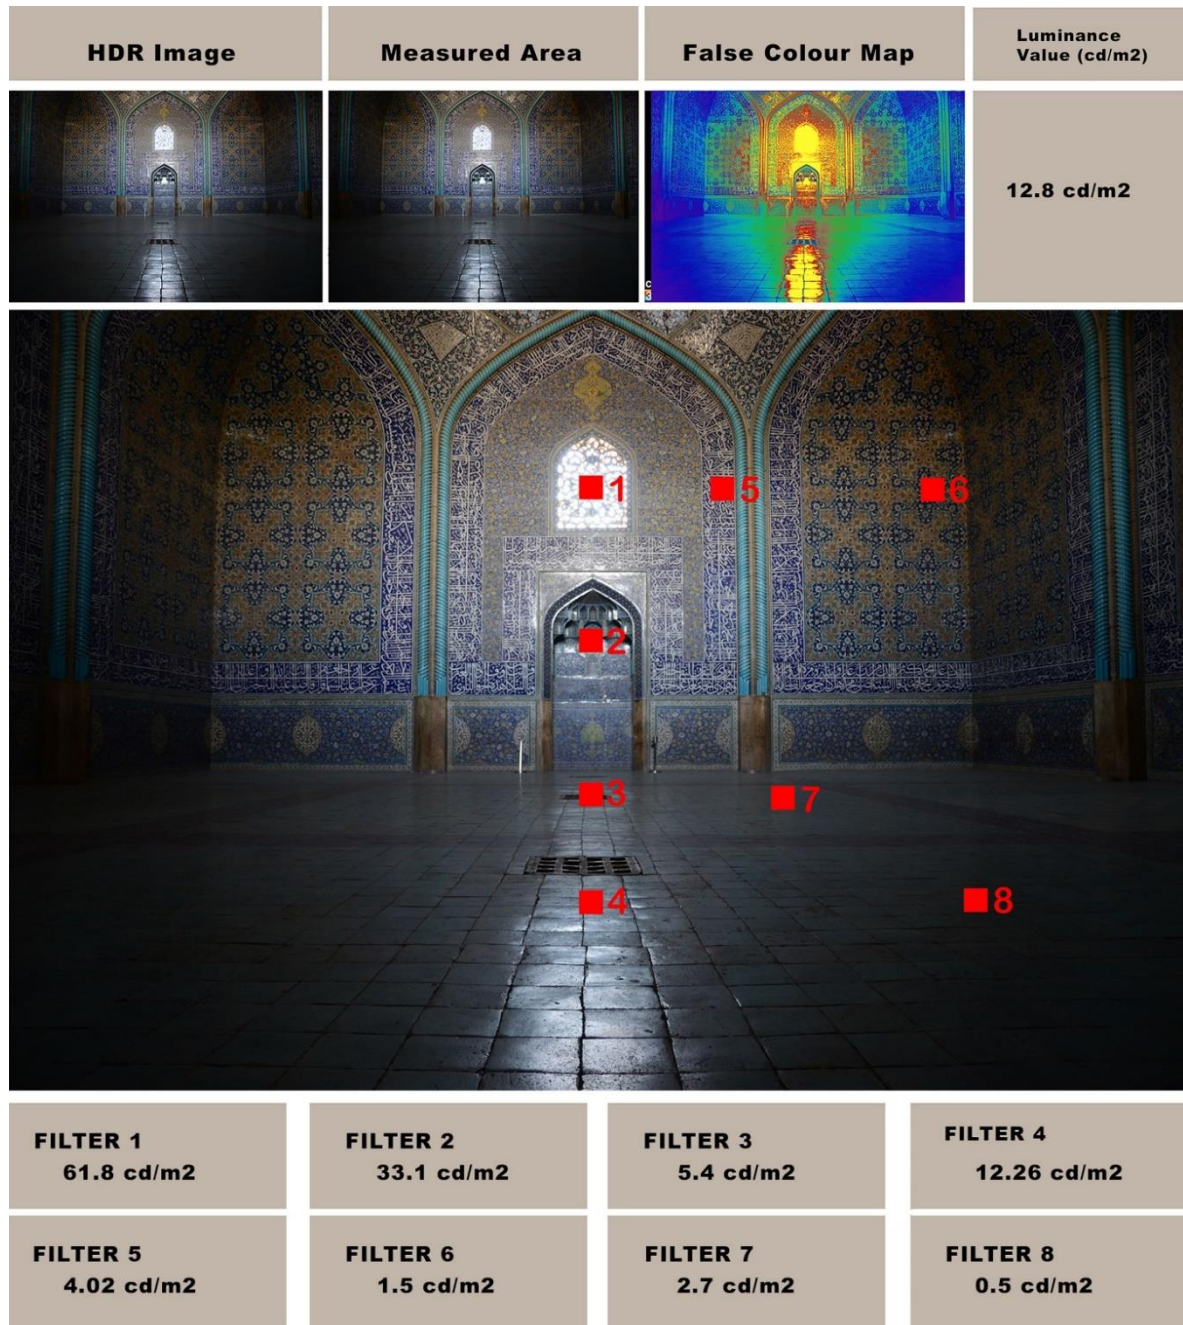 HDR Image
Measured Area
False Colour Map
Luminance
Value (cd/m2)
12.8 cd/m2
1
5
6
2
3
7
4
8
FILTER 1
61.8 cd/m2
FILTER 2
33.1 cd/m2
FILTER 3
5.4 cd/m2
FILTER 4
12.26 cd/m2
FILTER 5
4.02 cd/m2
FILTER 6
1.5 cd/m2
FILTER 7
2.7 cd/m2
FILTER 8
0.5 cd/m2